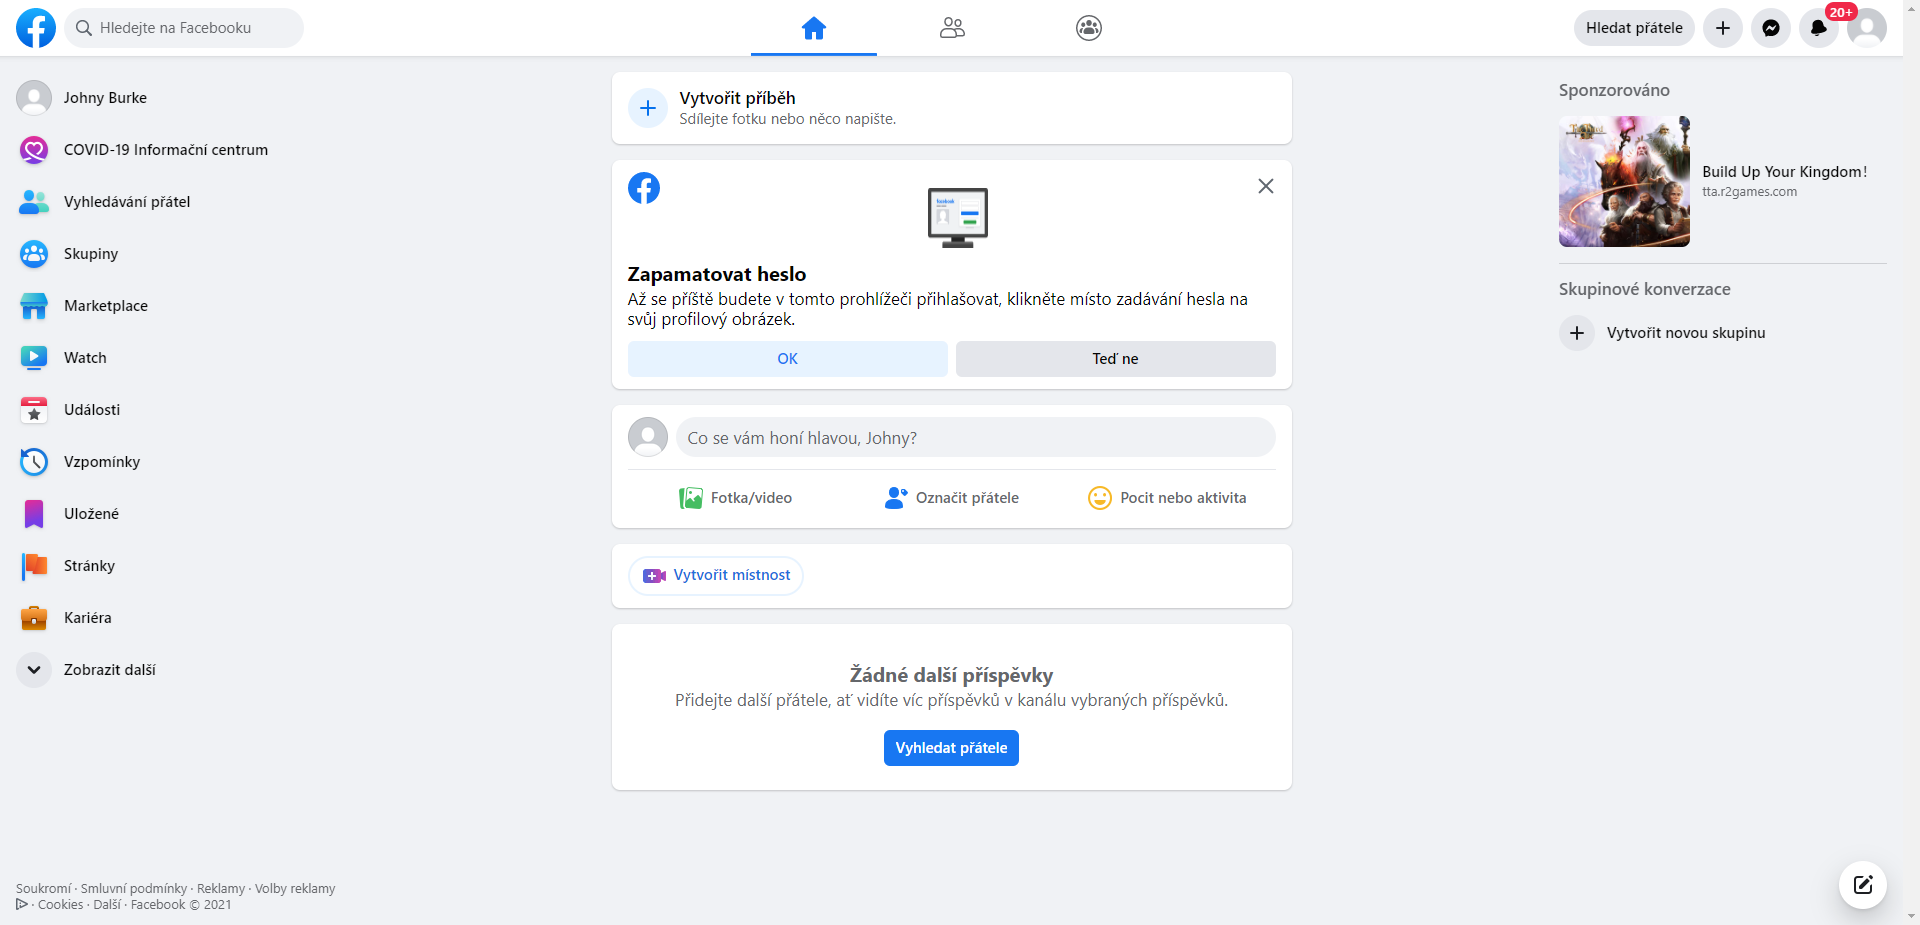 Hledejte na Facebooku
Hledat přátele
20+
Johny Burke
COVID-19 Informační centrum
Vyhledávání přátel
Skupiny
Marketplace
Watch
Události
Vzpomínky
Uložené
Stránky
Kariéra
Zobrazit další
Soukromí · Smluvní podmínky · Reklamy · Volby reklamy
· Cookies · Další · Facebook © 2021
Vytvořit příběh
Sdílejte fotku nebo něco napište.
facebook
Zapamatovat heslo
Až se příště budete v tomto prohlížeči přihlašovat, klikněte místo zadávání hesla na
svůj profilový obrázek.
OK
Teď ne
Co se vám honí hlavou, Johny?
Fotka/video
Označit přátele
Pocit nebo aktivita
Vytvořit místnost
Žádné další příspěvky
Přidejte další přátele, ať vidíte víc příspěvků v kanálu vybraných příspěvků.
Vyhledat přátele
Sponzorováno
Build Up Your Kingdom!
tta.r2games.com
Skupinové konverzace
Vytvořit novou skupinu